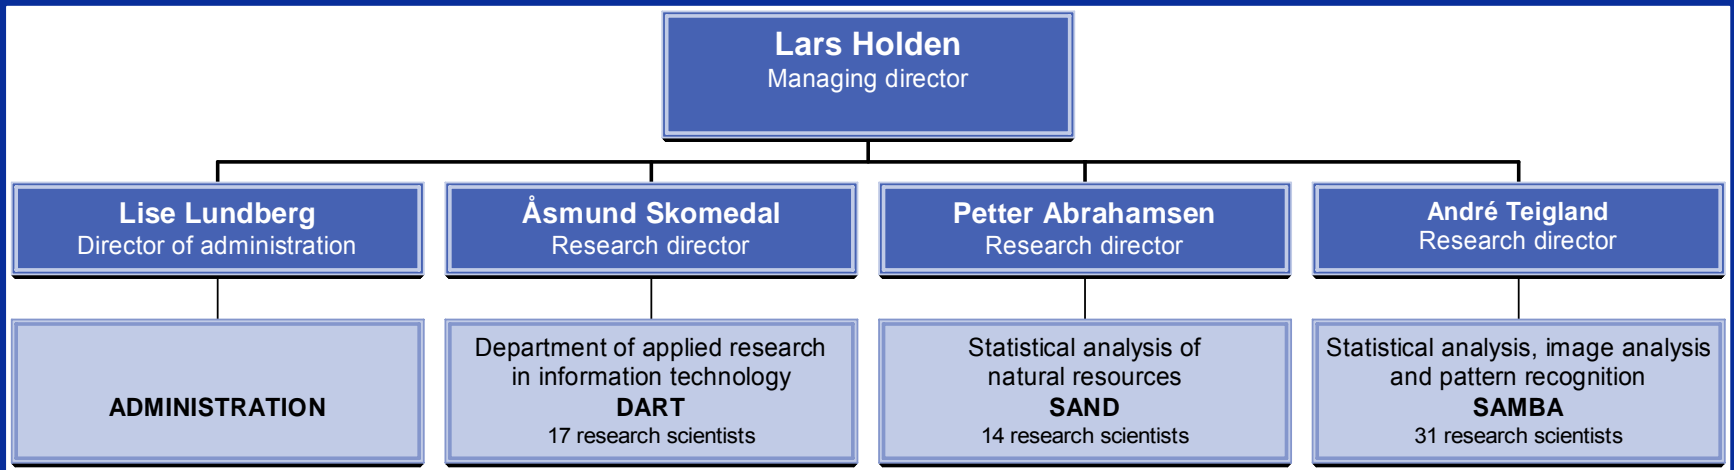 Lars Holden
Managing director
Lise Lundberg
Director of administration
Åsmund Skomedal
Research director
Petter Abrahamsen
Research director
André Teigland
Research director
ADMINISTRATION
Department of applied research
in information technology
DART
17 research scientists
Statistical analysis of
natural resources
SAND
14 research scientists
Statistical analysis, image analysis
and pattern recognition
SAMBA
31 research scientists